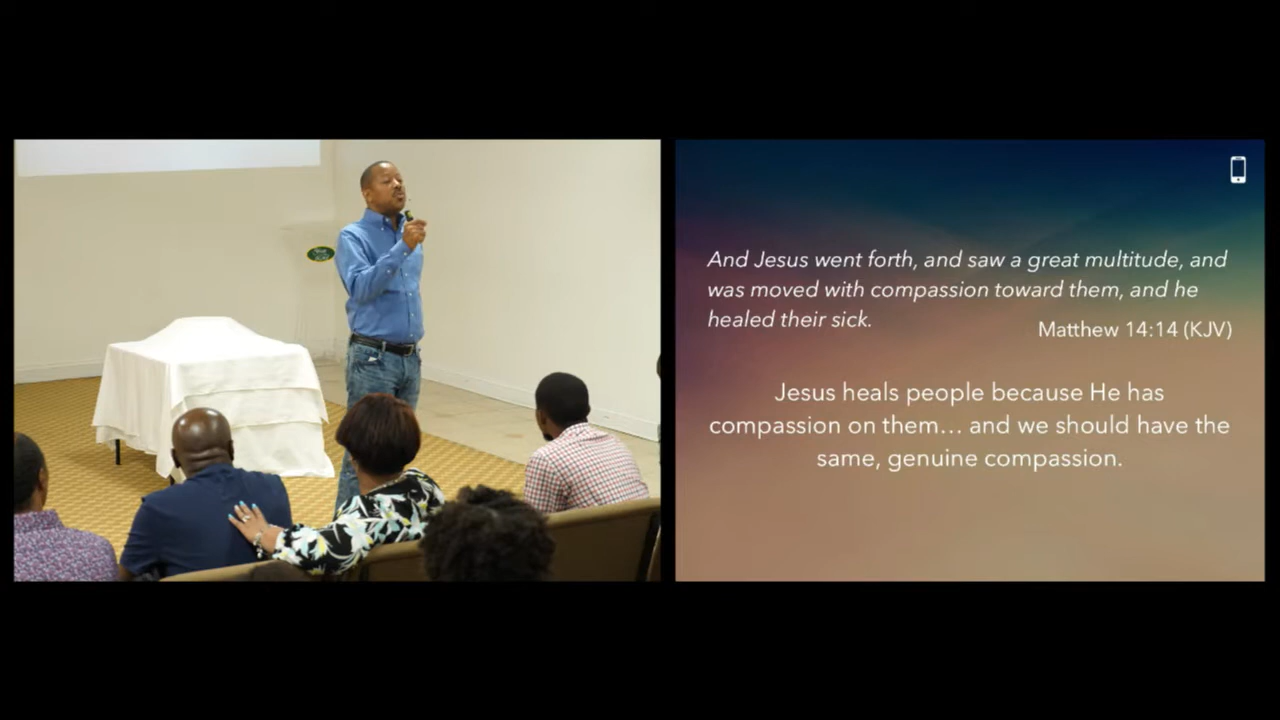 And Jesus went forth, and saw a great multitude, and
was moved with compassion toward them, and he
healed their sick.
Matthew 14:14 (KJV)
Jesus heals people because He has
compassion on them... and we should have the
same, genuine compassion.